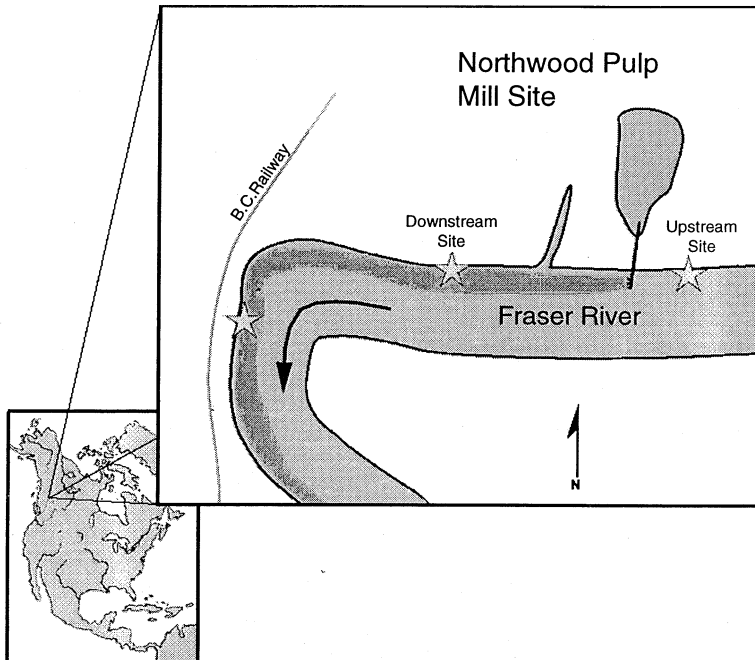 Northwood Pulp
Mill Site
B.C.Railway
Downstream
Site
Upstream
Site
Fraser River
N